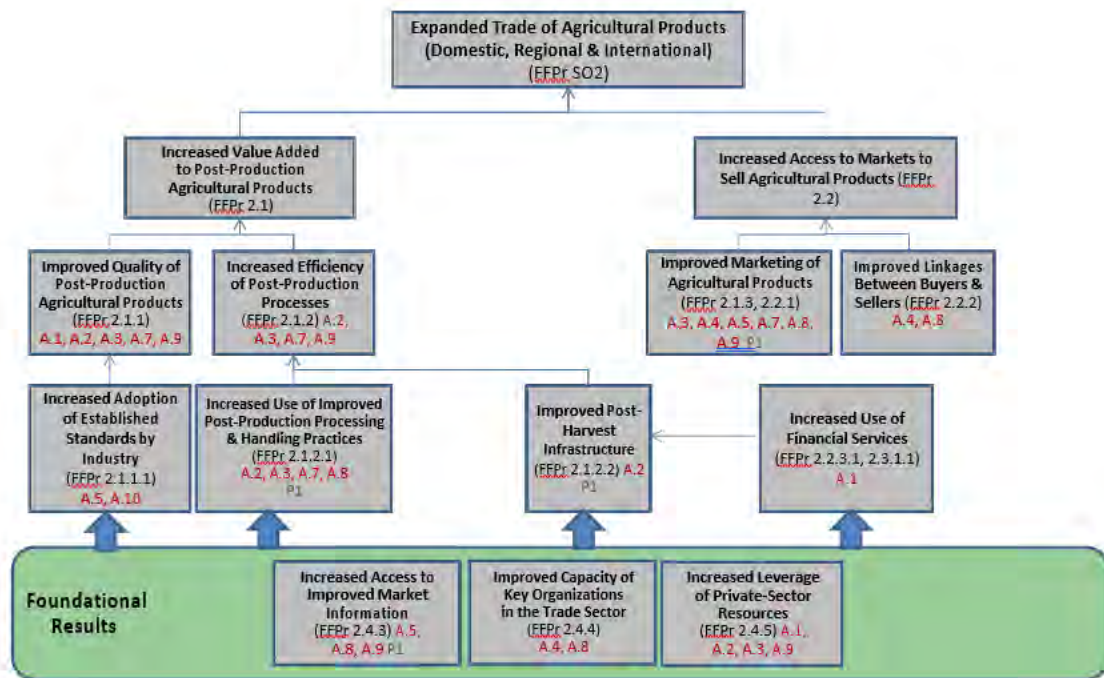 Expanded Trade of Agricultural Products
(Domestic, Regional & International)
(FFPr SO2)
Increased Value Added
to Post-Production
Agricultural Products
(FFPr 2.1)
Increased Access to Markets to
Sell Agricultural Products (FFPr
2.2)
Improved Quality of
Post-Production
Agricultural Products
(FFPr 2.1.1)
A.1, A.2, A.3, A.7, A.9
Increased Efficiency
of Post-Production
Processes
(FFPr 2.1.2) A.2,
A.3, A.7, A.9
Improved Marketing of
Agricultural Products
(FFPr 2.1.3, 2.2.1)
A.3, A.4, A.5, A.7, A.8,
A.9 P1
Improved Linkages
Between Buyers &
Sellers (FFPr 2.2.2)
A.4, A.8
Increased Adoption
of Established
Standards by
Industry
(FFPr 2.1.1.1)
A.5, A.10
Increased Use of Improved
Post-Production Processing
& Handling Practices
(FFPr 2.1.2.1)
A.2, A.3, A.7, A.8
P1
Improved Post-
Harvest
Infrastructure
(FFPr 2.1.2.2) A.2
P1
Increased Use of
Financial Services
(FFPr 2.2.3.1, 2.3.1.1)
A.1
Foundational
Results
Increased Access to
Improved Market
Information
(FFPr 2.4.3) A.5,
A.8, A.9 P1
Improved Capacity of
Key Organizations
in the Trade Sector
(FFPr 2.4.4)
A.4, A.8
Increased Leverage
of Private-Sector
Resources
(FFPr 2.4.5) A.1,
A.2, A.3, A.9